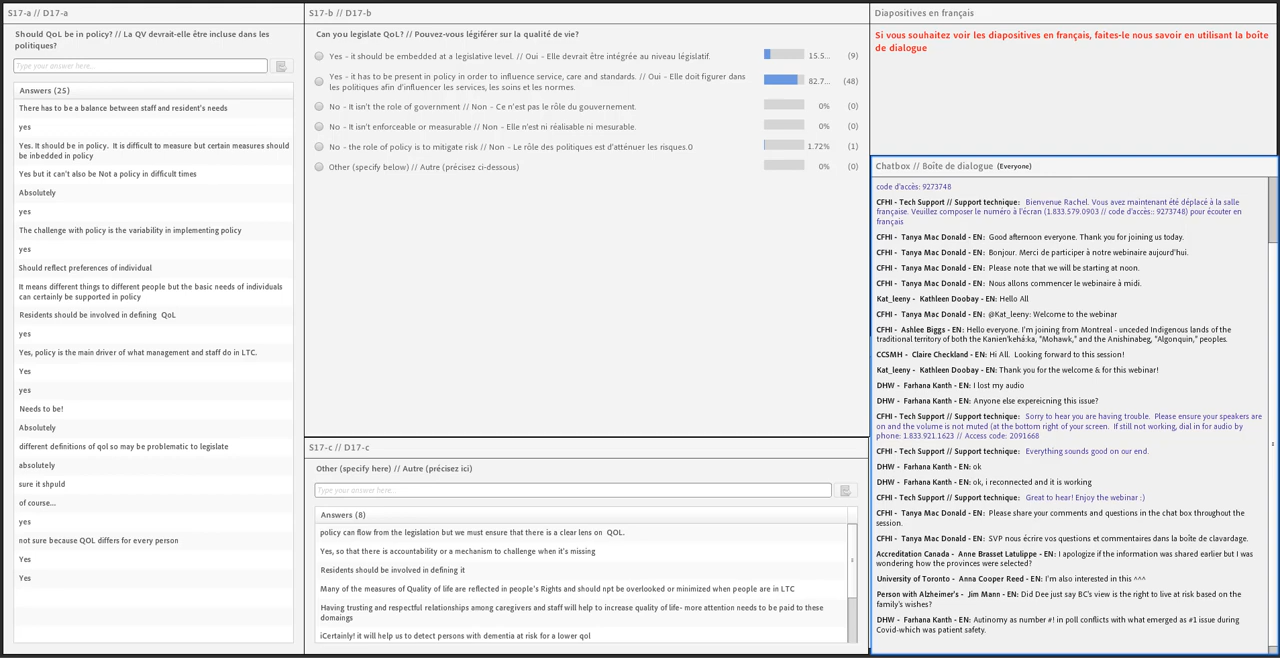 S17-a // D17-a
Should QoL be in policy? // La QV devrait-elle être incluse dans les
politiques?
Type your answer here...
Answers (25)
There has to be a balance between staff and resident's needs
yes
Yes. It should be in policy.  It is difficult to measure but certain measures should
be inbedded in policy
Yes but it can't also be Not a policy in difficult times
Absolutely
yes
The challenge with policy is the variability in implementing policy
yes
Should reflect preferences of individual
It means different things to different people but the basic needs of individuals
can certainly be supported in policy
Residents should be involved in defining  QoL
yes
Yes, policy is the main driver of what management and staff do in LTC.
Yes
yes
Needs to be!
Absolutely
different definitions of qol so may be problematic to legislate
absolutely
sure it shpuld
of course...
yes
not sure because QOL differs for every person
Yes
Yes
S17-b // D17-b
Can you legislate QoL? // Pouvez-vous légiférer sur la qualité de vie?
Yes - it should be embedded at a legislative level. // Oui - Elle devrait être intégrée au niveau législatif. 15.5... (9)
Yes - it has to be present in policy in order to influence service, care and standards. // Oui - Elle doit figurer dans
les politiques afin d'influencer les services, les soins et les normes. 82.7... (48)
No - It isn't the role of government // Non - Ce n'est pas le rôle du gouvernement. 0% (0)
No - It isn't enforceable or measurable // Non - Elle n'est ni réalisable ni mesurable. 0% (0)
No - the role of policy is to mitigate risk // Non - Le rôle des politiques est d'atténuer les risques.0 1.72% (1)
Other (specify below) // Autre (précisez ci-dessous) 0% (0)
S17-c // D17-c
Other (specify here) // Autre (précisez ici)
Type your answer here...
Answers (8)
policy can flow from the legislation but we must ensure that there is a clear lens on  QOL.
Yes, so that there is accountability or a mechanism to challenge when it's missing
Residents should be involved in defining it
Many of the measures of Quality of life are reflected in people's Rights and should npt be overlooked or minimized when people are in LTC
Having trusting and respectful relationships among caregivers and staff will help to increase quality of life- more attention needs to be paid to these
domaings
iCertainly! it will help us to detect persons with dementia at risk for a lower qol
Diapositives en français
Si vous souhaitez voir les diapositives en français, faites-le nous savoir en utilisant la boîte
de dialogue
Chatbox // Boîte de dialogue (Everyone)
code d'accès: 9273748
CFHI - Tech Support // Support technique: Bienvenue Rachel. Vous avez maintenant été déplacé à la salle
française. Veuillez composer le numéro à l'écran (1.833.579.0903 // code d'accès:: 9273748) pour écouter en
français
CFHI -  Tanya Mac Donald - EN: Good afternoon everyone. Thank you for joining us today.
CFHI -  Tanya Mac Donald - EN: Bonjour. Merci de participer à notre webinaire aujourd'hui.
CFHI -  Tanya Mac Donald - EN: Please note that we will be starting at noon.
CFHI -  Tanya Mac Donald - EN: Nous allons commencer le webinaire à midi.
Kat_leeny -  Kathleen Doobay - EN: Hello All
CFHI -  Tanya Mac Donald - EN: @Kat_leeny: Welcome to the webinar
CFHI -  Ashlee Biggs - EN: Hello everyone. I'm joining from Montreal - unceded Indigenous lands of the
traditional territory of both the Kanien'kehá:ka, "Mohawk," and the Anishinabeg, "Algonquin," peoples.
CCSMH -  Claire Checkland - EN: Hi All.  Looking forward to this session!
Kat_leeny -  Kathleen Doobay - EN: Thank you for the welcome & for this webinar!
DHW -  Farhana Kanth - EN: I lost my audio
DHW -  Farhana Kanth - EN: Anyone else expereicning this issue?
CFHI - Tech Support // Support technique: Sorry to hear you are having trouble.  Please ensure your speakers are
on and the volume is not muted (at the bottom right of your screen.  If still not working, dial in for audio by
phone: 1.833.921.1623 // Access code: 2091668
CFHI - Tech Support // Support technique: Everything sounds good on our end.
DHW -  Farhana Kanth - EN: ok
DHW -  Farhana Kanth - EN: ok, i reconnected and it is working
CFHI - Tech Support // Support technique: Great to hear! Enjoy the webinar :)
CFHI -  Tanya Mac Donald - EN: Please share your comments and questions in the chat box throughout the
session.
CFHI -  Tanya Mac Donald - EN: SVP nous écrire vos questions et commentaires dans la boîte de clavardage.
Accreditation Canada -  Anne Brasset Latulippe - EN: I apologize if the information was shared earlier but I was
wondering how the provinces were selected?
University of Toronto -  Anna Cooper Reed - EN: I'm also interested in this ^^^
Person with Alzheimer's -  Jim Mann - EN: Did Dee just say BC's view is the right to live at risk based on the
family's wishes?
DHW -  Farhana Kanth - EN: Autinomy as number #! in poll conflicts with what emerged as #1 issue during
Covid-which was patient safety.